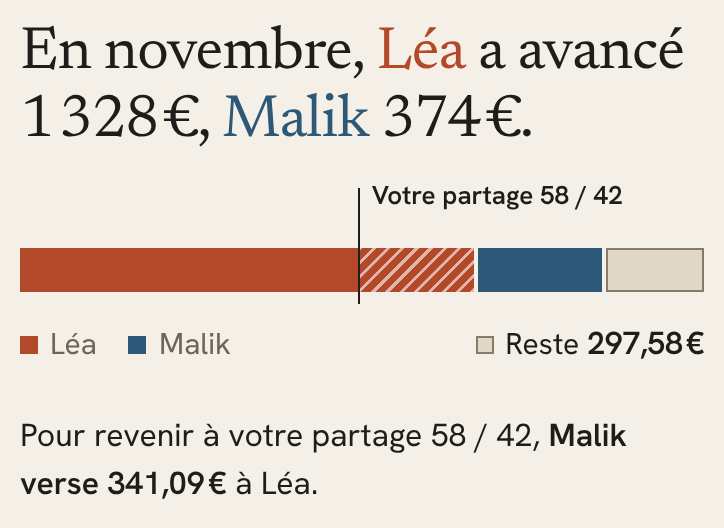 En novembre, Léa a avancé
1 328 €, Malik 374 €.
Votre partage 58 / 42
Léa
Malik
Reste 297,58 €
Pour revenir à votre partage 58 / 42, Malik
verse 341,09 € à Léa.